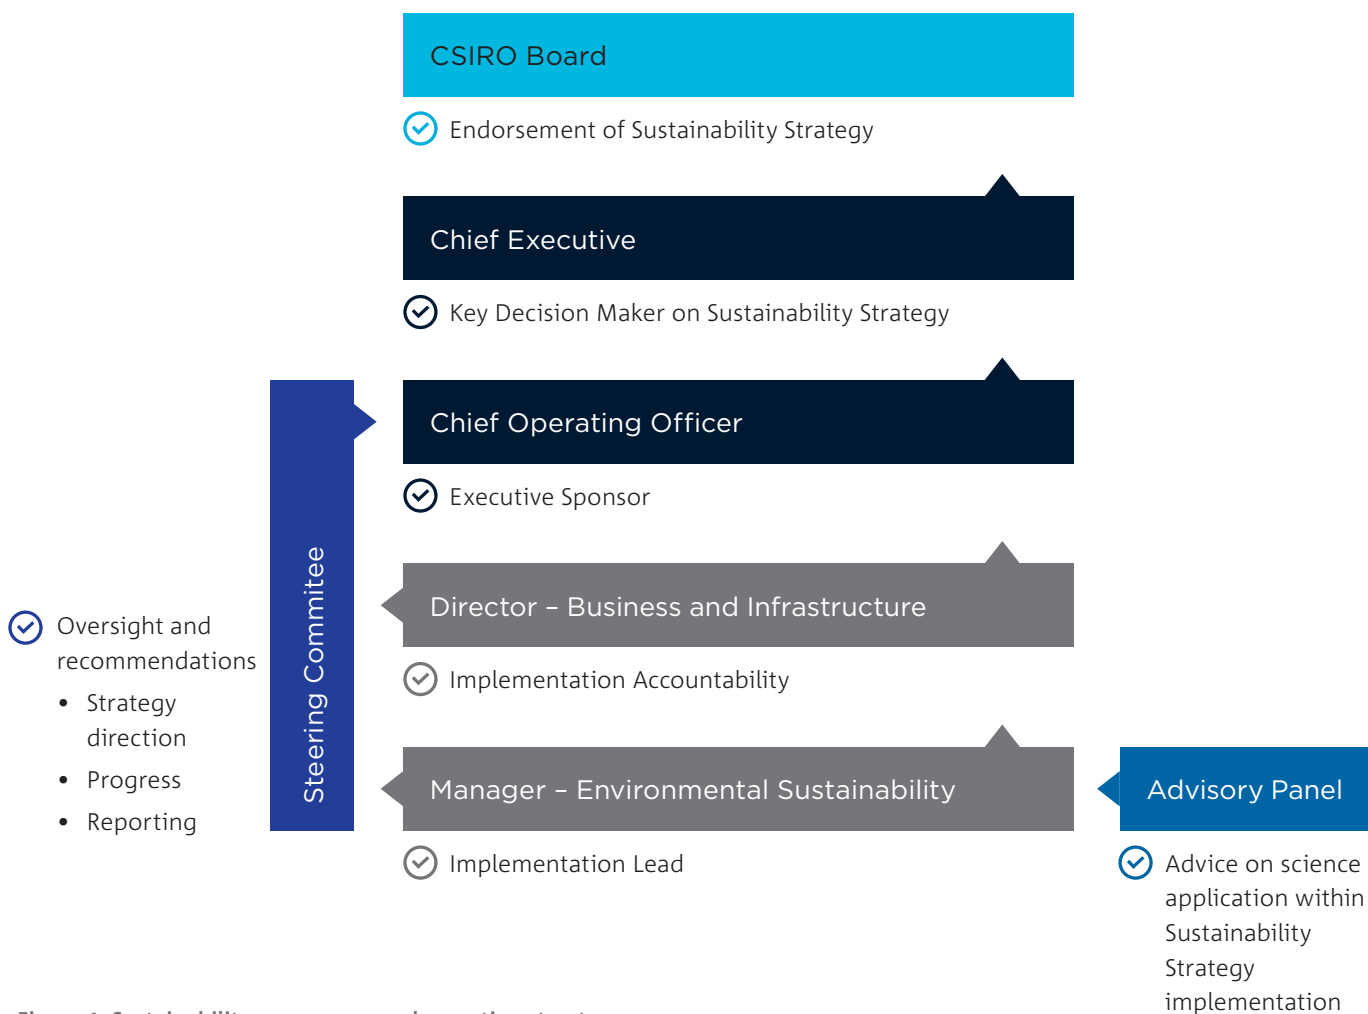 CSIRO Board
Endorsement of Sustainability Strategy
Chief Executive
Key Decision Maker on Sustainability Strategy
Chief Operating Officer
Executive Sponsor
Director – Business and Infrastructure
Implementation Accountability
Manager – Environmental Sustainability
Implementation Lead
Steering Commitee
Oversight and
recommendations
• Strategy
direction
• Progress
• Reporting
Advisory Panel
Advice on science
application within
Sustainability
Strategy
implementation